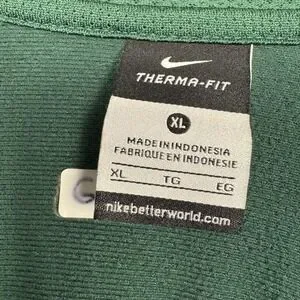 THERMA-FIT
XL
MADE IN INDONESIA
FABRIQUE EN INDONESIE
XL TG EG
nikebetterworld.com
C